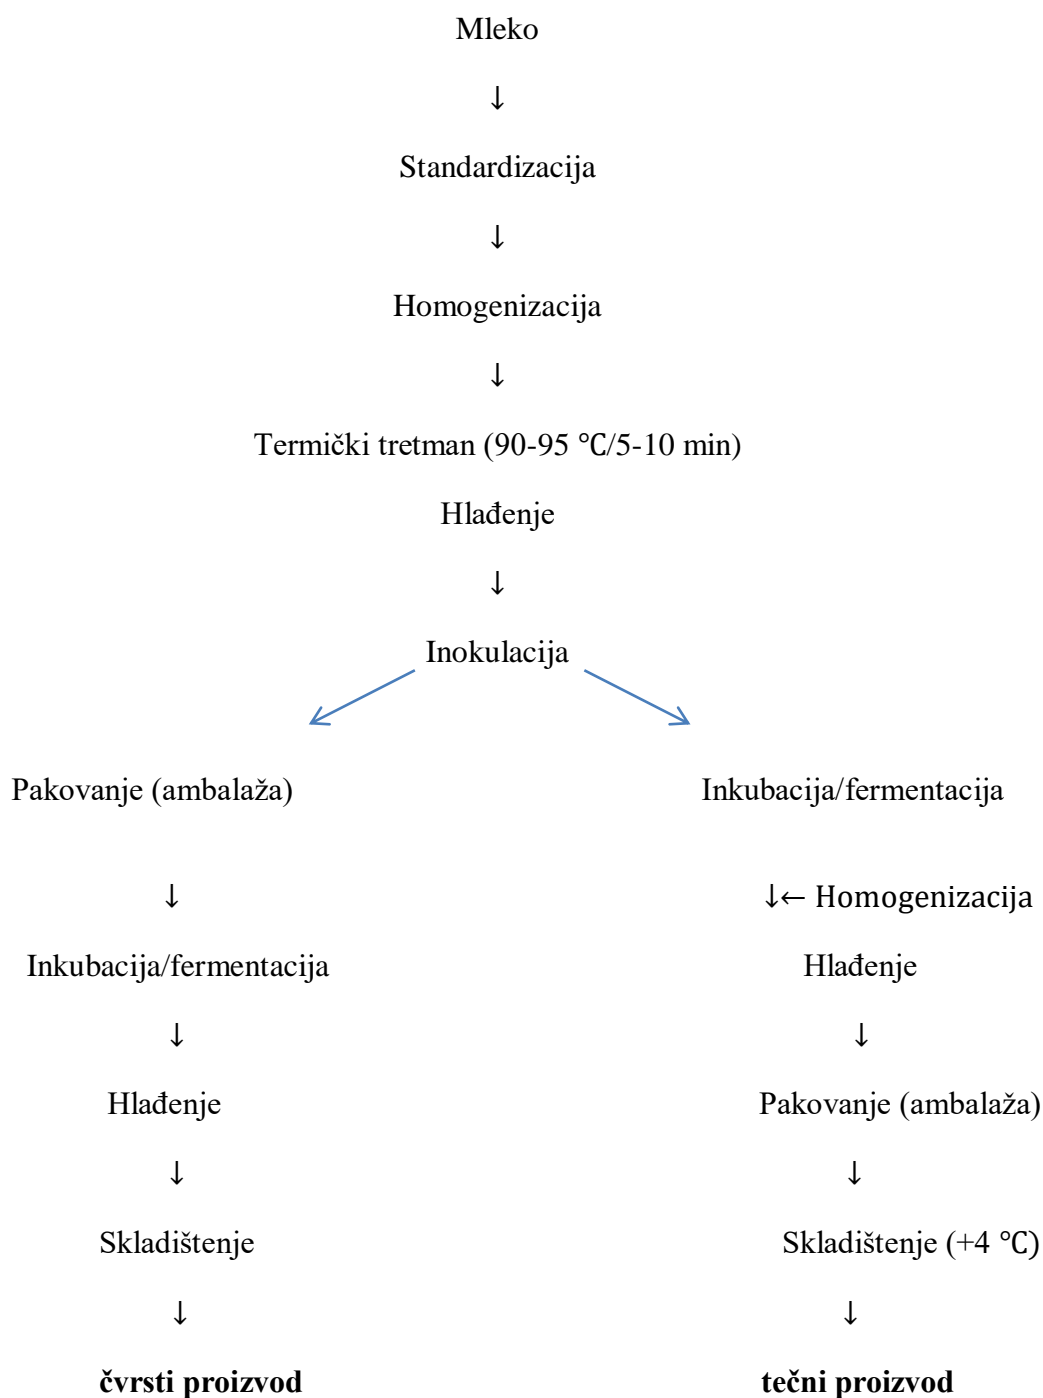 Mleko
↓
Standardizacija
↓
Homogenizacija
↓
Termički tretman (90-95 ℃/5-10 min)
Hlađenje
↓
Inokulacija
Pakovanje (ambalaža)
↓
Inkubacija/fermentacija
↓
Hlađenje
↓
Skladištenje
↓
čvrsti proizvod
Inkubacija/fermentacija
↓← Homogenizacija
Hlađenje
↓
Pakovanje (ambalaža)
↓
Skladištenje (+4 ℃)
↓
tečni proizvod